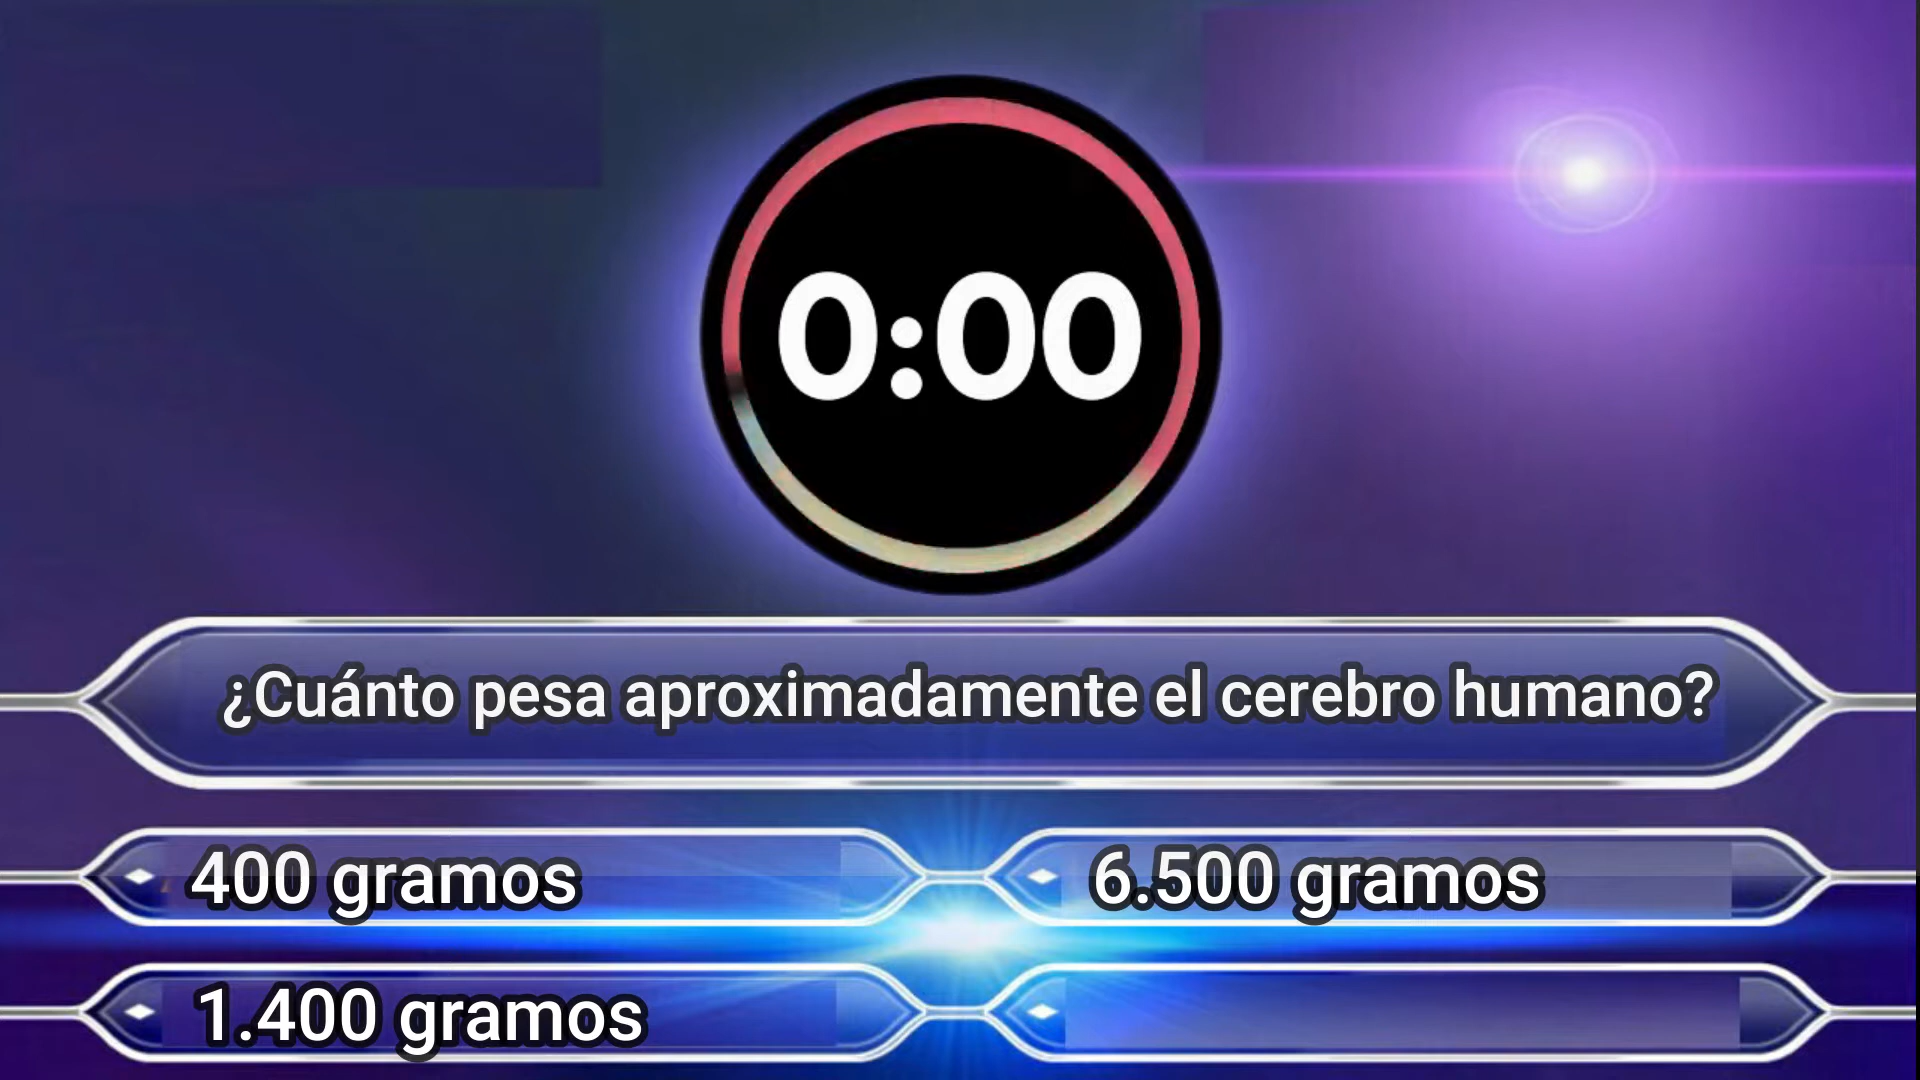 0:00
¿Cuánto pesa aproximadamente el cerebro humano?
400 gramos
6.500 gramos
1.400 gramos